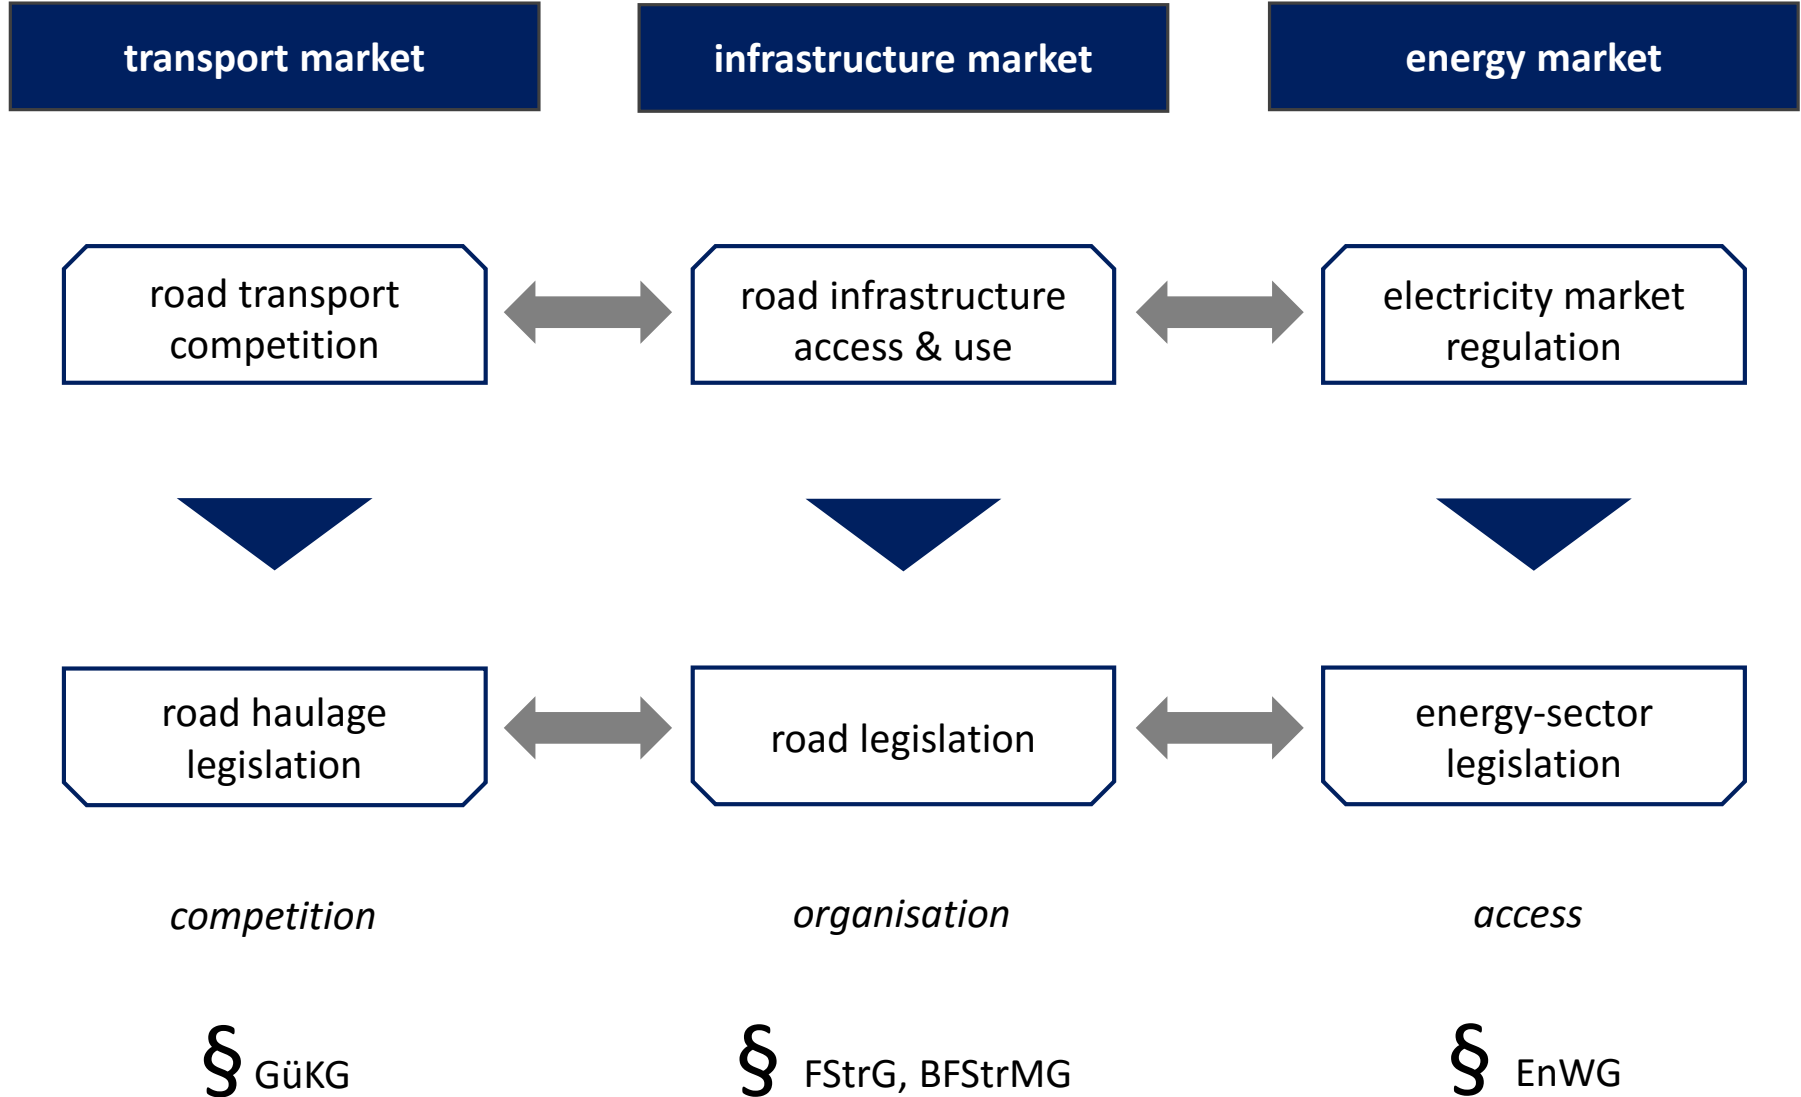 transport market
infrastructure market
energy market
road transport
competition
road infrastructure
access & use
electricity market
regulation
road haulage
legislation
road legislation
energy-sector
legislation
competition
organisation
access
§ GüKG
§ FStrG, BFStrMG
§ EnWG